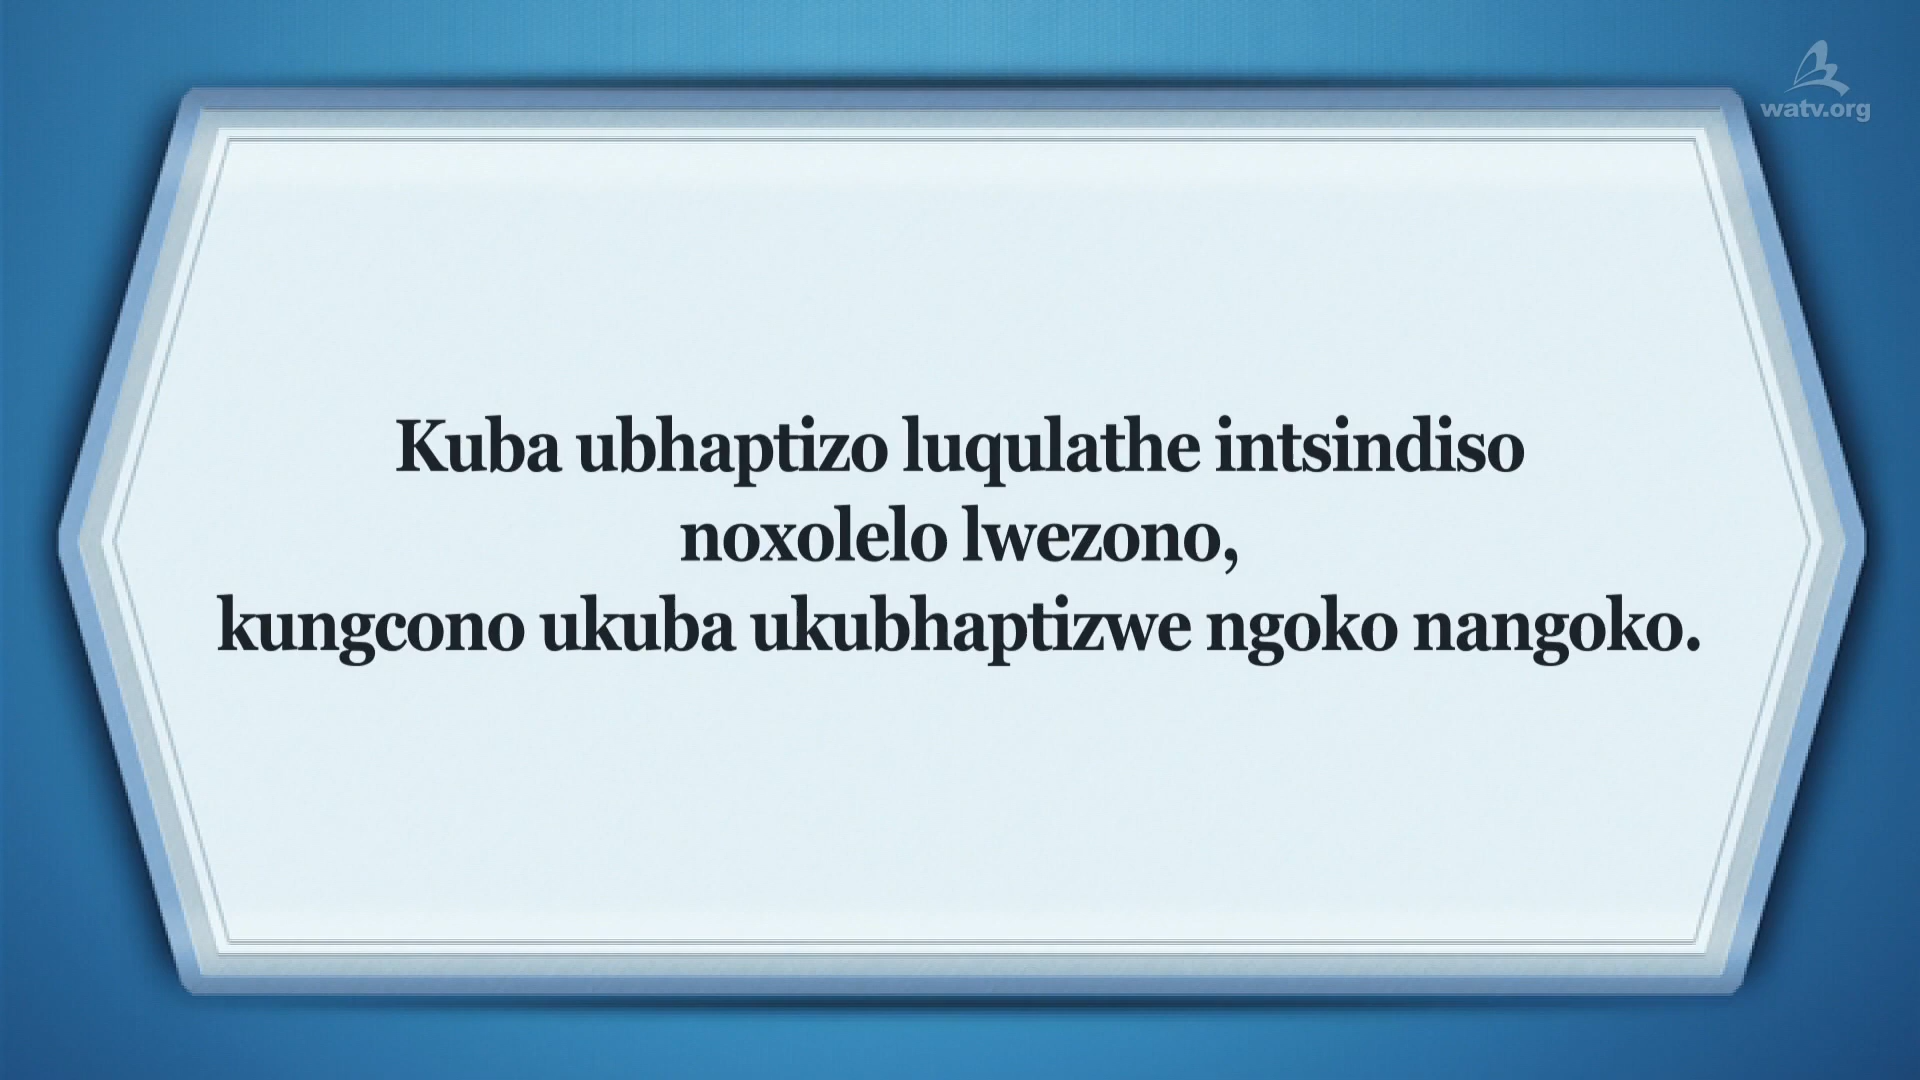 watv.org
Kuba ubhaptizo luqulathe intsindiso
noxolelo lwezono,
kungcono ukuba ukubhaptizwe ngoko nangoko.